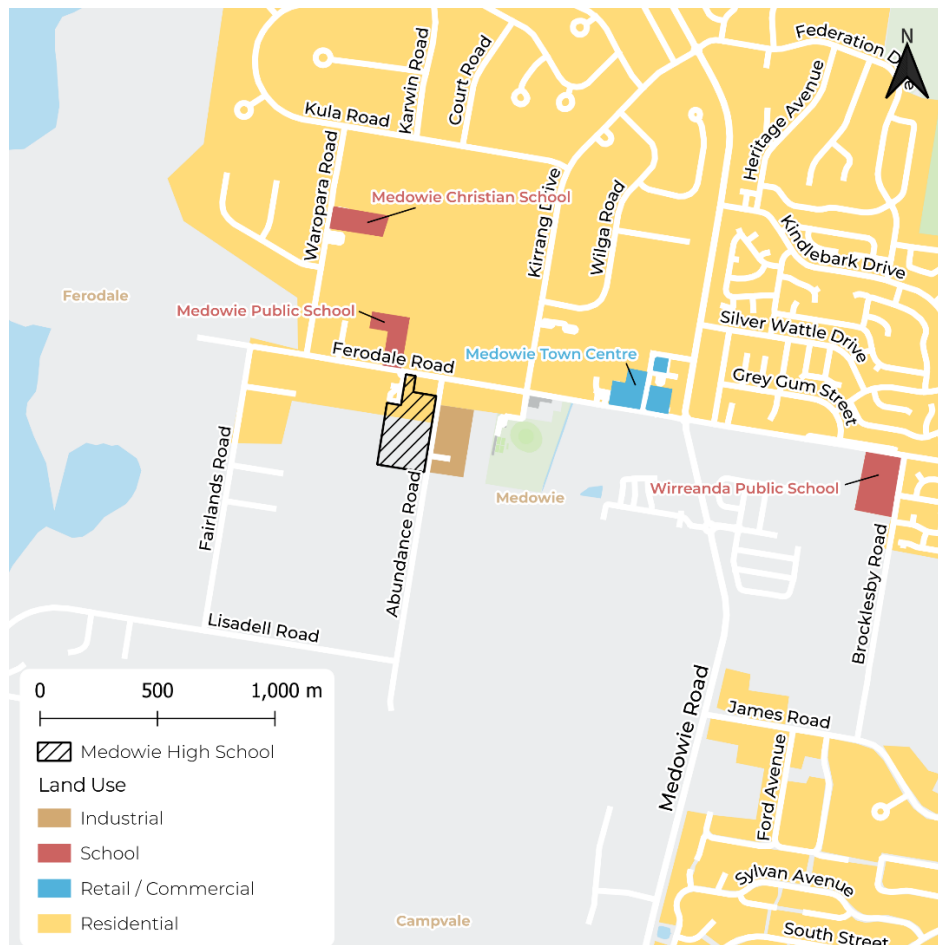 N
Federation Drive
Karwin Road
Court Road
Kula Road
Heritage Avenue
Waropara Road
Medowie Christian School
Kirrang Drive
Wilga Road
Kindlebark Drive
Ferodale
Medowie Public School
Silver Wattle Drive
Ferodale Road
Medowie Town Centre
Grey Gum Street
Fairlands Road
Abundance Road
Medowie
Wirreanda Public School
Brocklesby Road
Lisadell Road
Medowie Road
James Road
Ford Avenue
Sylvan Avenue
South Street
Campvale
0 500 1,000 m
Medowie High School
Land Use
Industrial
School
Retail / Commercial
Residential